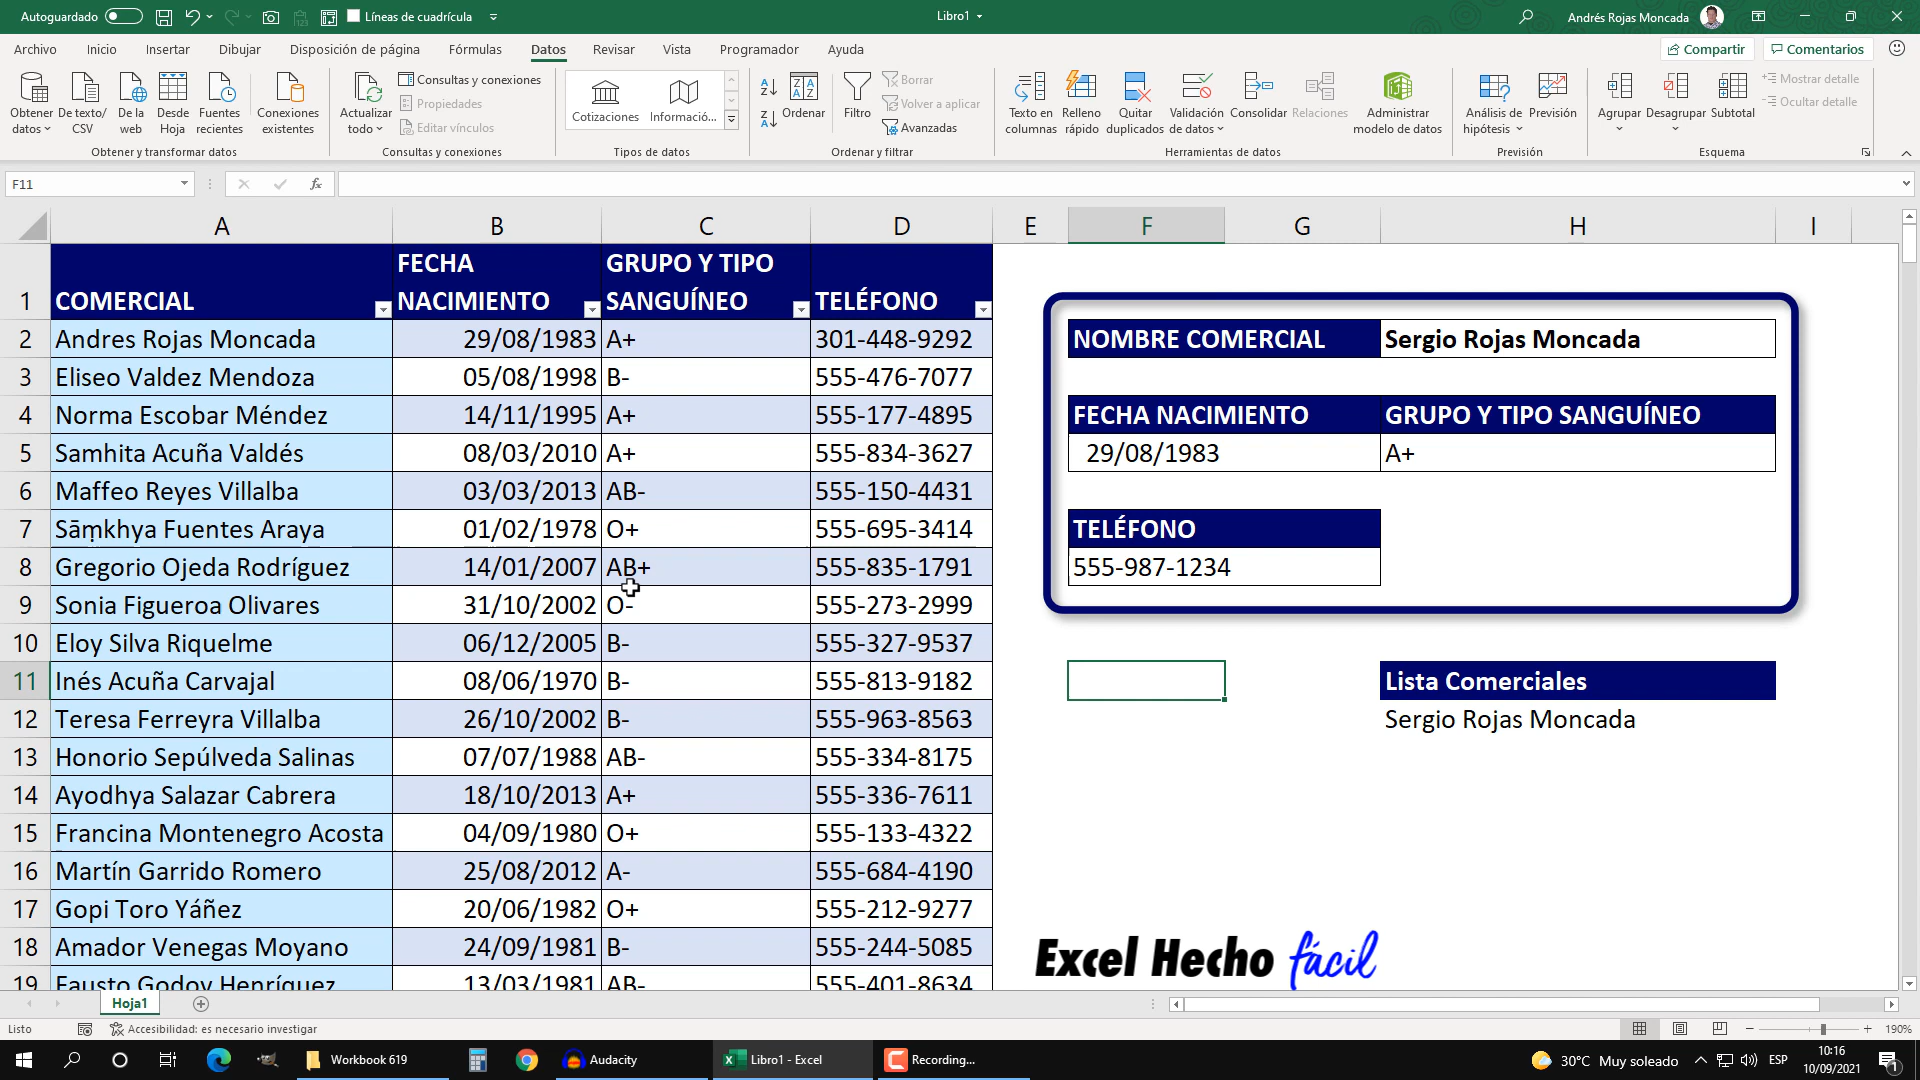 Autoguardado
Líneas de cuadrícula
Libro1
Andrés Rojas Moncada
Archivo
Inicio
Insertar
Dibujar
Disposición de página
Fórmulas
Datos
Revisar
Vista
Programador
Ayuda
Compartir
Comentarios
Obtener datos
De texto/ CSV
De la web
Desde Hoja
Fuentes recientes
Conexiones existentes
Obtener y transformar datos
Actualizar todo
Consultas y conexiones
Propiedades
Editar vínculos
Consultas y conexiones
Cotizaciones
Informació...
Tipos de datos
Ordenar
Filtro
Borrar
Volver a aplicar
Avanzadas
Ordenar y filtrar
Texto en columnas
Relleno rápido
Quitar duplicados
Validación de datos
Consolidar
Relaciones
Administrar modelo de datos
Herramientas de datos
Análisis de hipótesis
Previsión
Previsión
Agrupar
Desagrupar
Subtotal
Mostrar detalle
Ocultar detalle
Esquema
F11
fx
A B C D E F G H I
1 COMERCIAL FECHA NACIMIENTO GRUPO Y TIPO SANGUÍNEO TELÉFONO
2 Andres Rojas Moncada 29/08/1983 A+ 301-448-9292
3 Eliseo Valdez Mendoza 05/08/1998 B- 555-476-7077
4 Norma Escobar Méndez 14/11/1995 A+ 555-177-4895
5 Samhita Acuña Valdés 08/03/2010 A+ 555-834-3627
6 Maffeo Reyes Villalba 03/03/2013 AB- 555-150-4431
7 Sāṃkhya Fuentes Araya 01/02/1978 O+ 555-695-3414
8 Gregorio Ojeda Rodríguez 14/01/2007 AB+ 555-835-1791
9 Sonia Figueroa Olivares 31/10/2002 O- 555-273-2999
10 Eloy Silva Riquelme 06/12/2005 B- 555-327-9537
11 Inés Acuña Carvajal 08/06/1970 B- 555-813-9182
12 Teresa Ferreyra Villalba 26/10/2002 B- 555-963-8563
13 Honorio Sepúlveda Salinas 07/07/1988 AB- 555-334-8175
14 Ayodhya Salazar Cabrera 18/10/2013 A+ 555-336-7611
15 Francina Montenegro Acosta 04/09/1980 O+ 555-133-4322
16 Martín Garrido Romero 25/08/2012 A- 555-684-4190
17 Gopi Toro Yáñez 20/06/1982 O+ 555-212-9277
18 Amador Venegas Moyano 24/09/1981 B- 555-244-5085
19 Fausto Godoy Henríquez 13/03/1981 AB- 555-401-8634
NOMBRE COMERCIAL Sergio Rojas Moncada
FECHA NACIMIENTO GRUPO Y TIPO SANGUÍNEO
29/08/1983 A+
TELÉFONO
555-987-1234
Lista Comerciales
Sergio Rojas Moncada
Excel Hecho fácil
Hoja1
Listo
Accesibilidad: es necesario investigar
190%
Workbook 619
Audacity
Libro1 - Excel
Recording...
30°C Muy soleado
ESP
10:16
10/09/2021
1